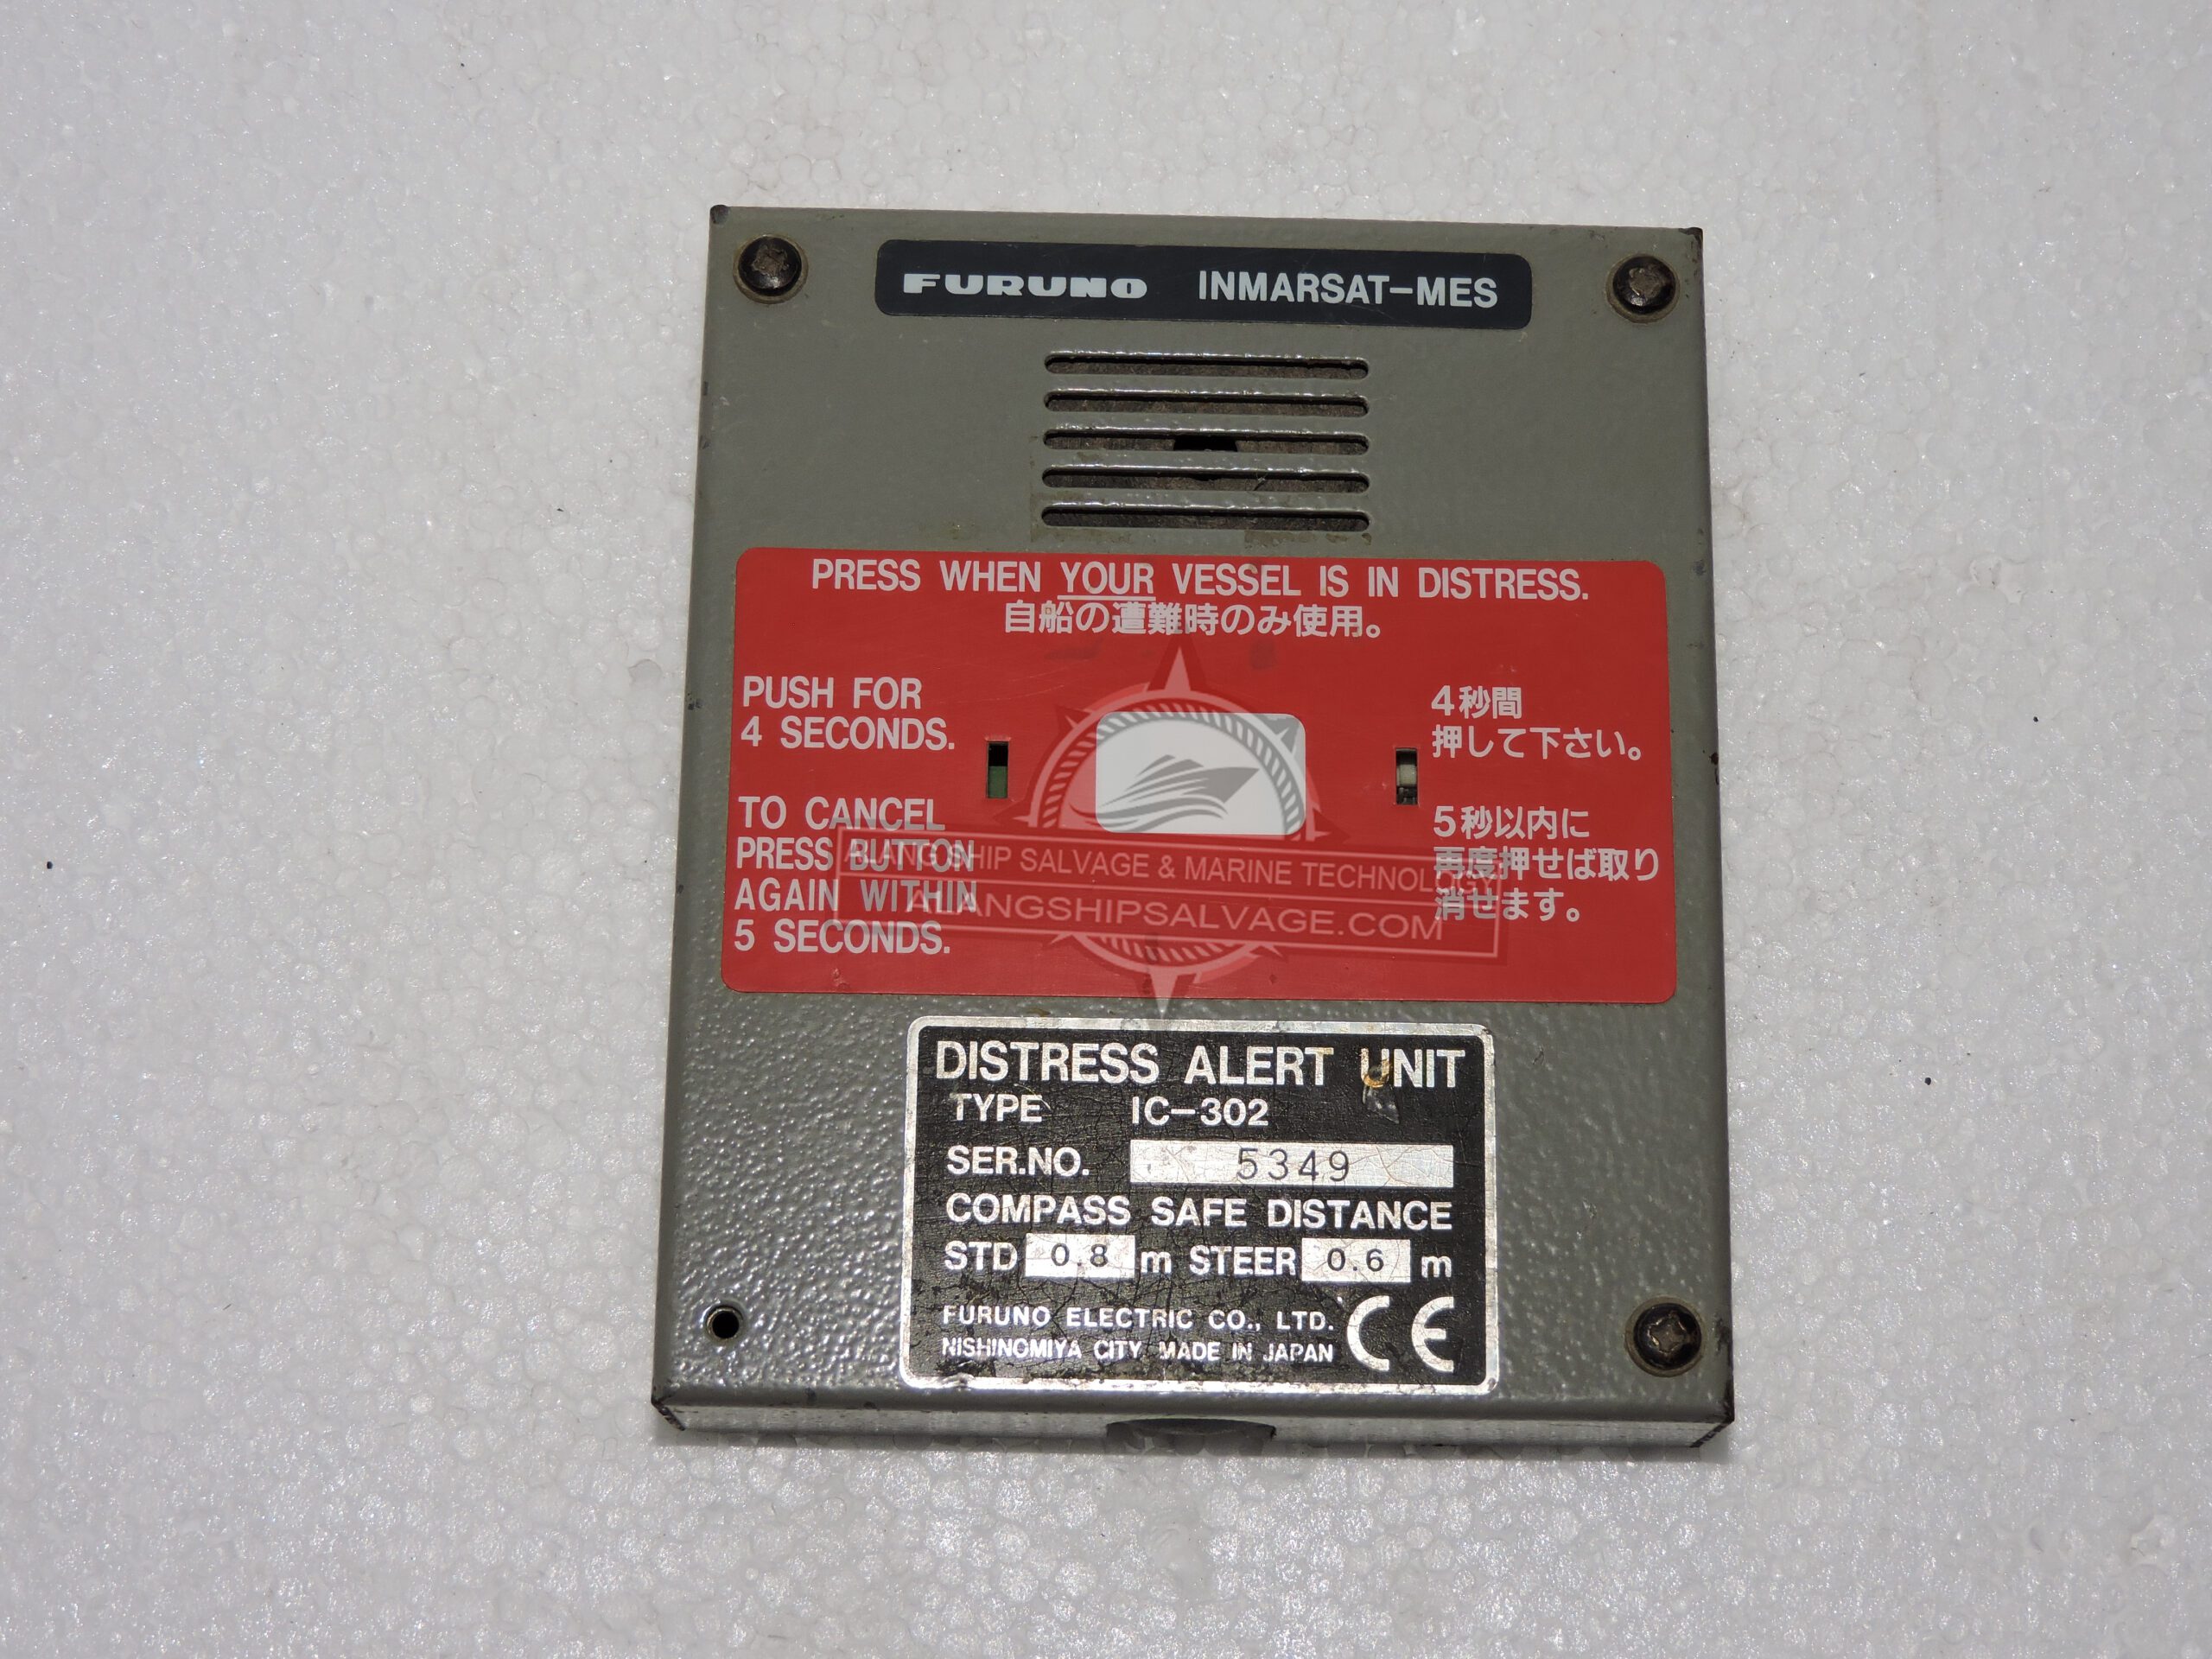 FURUNO INMARSAT-MES
PRESS WHEN YOUR VESSEL IS IN DISTRESS.
自船の遭難時のみ使用。
PUSH FOR
4 SECONDS.
TO CANCEL
PRESS BUTTON
AGAIN WITHIN
5 SECONDS.
4秒間
押して下さい。
5秒以内に
再度押せば取り
消せます。
ALANG SHIP SALVAGE & MARINE TECHNOLOGY
ALANGSHIPSALVAGE.COM
DISTRESS ALERT UNIT
TYPE IC-302
SER.NO. 5349
COMPASS SAFE DISTANCE
STD 0.8 m STEER 0.6 m
FURUNO ELECTRIC CO., LTD.
NISHINOMIYA CITY MADE IN JAPAN
CE